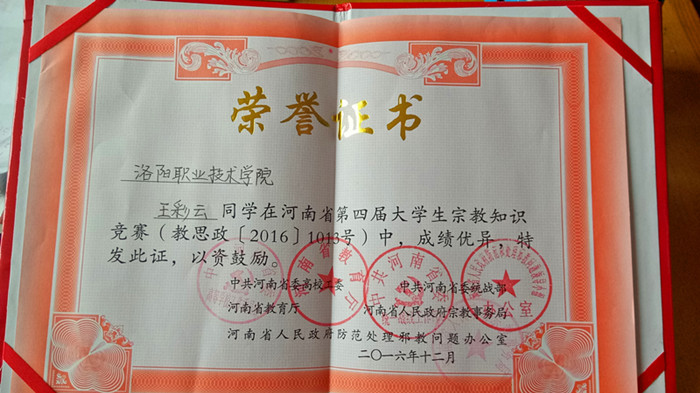 荣誉证书
洛阳职业技术学院
王彩云 同学在河南省第四届大学生宗教知识
竞赛（教思政〔2016〕1013号）中，成绩优异，特
发此证，以资鼓励。
中共河南省委高校工委 中共河南省委统战部
河南省教育厅 河南省人民政府宗教事务局
河南省人民政府防范处理邪教问题办公室
二〇一六年十二月